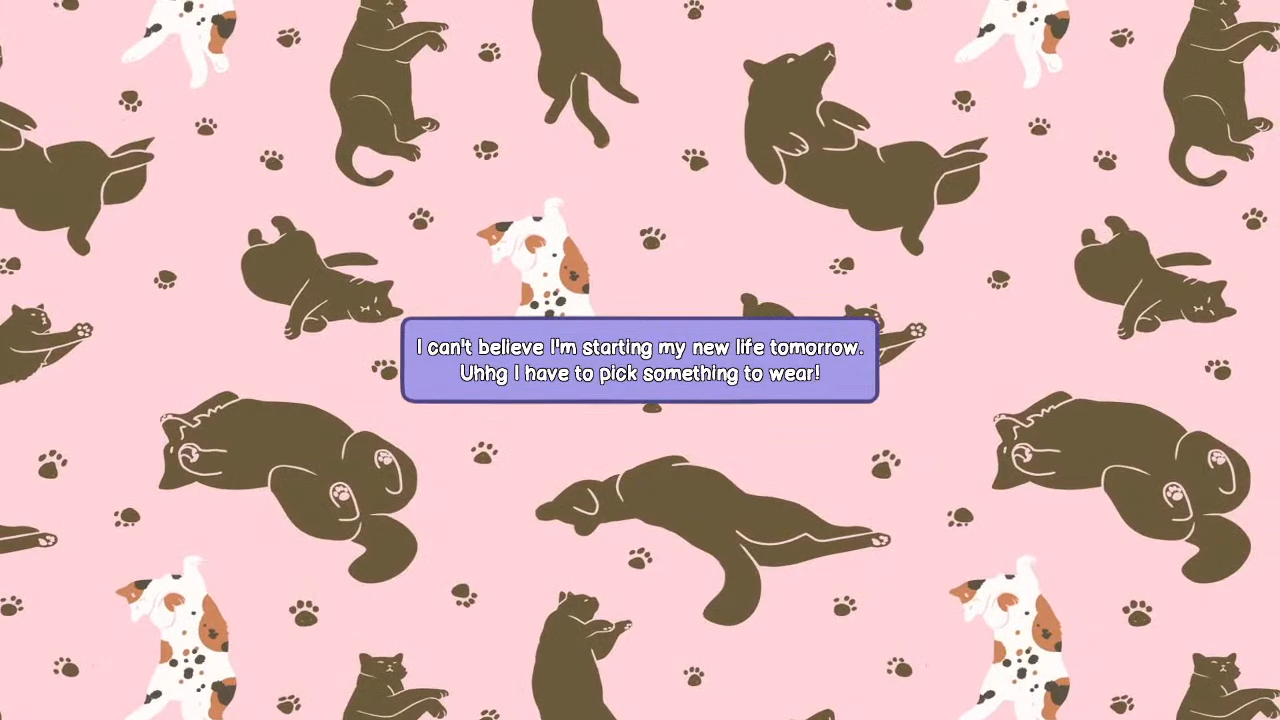 I can't believe I'm starting my new life tomorrow.
Uhhg I have to pick something to wear!